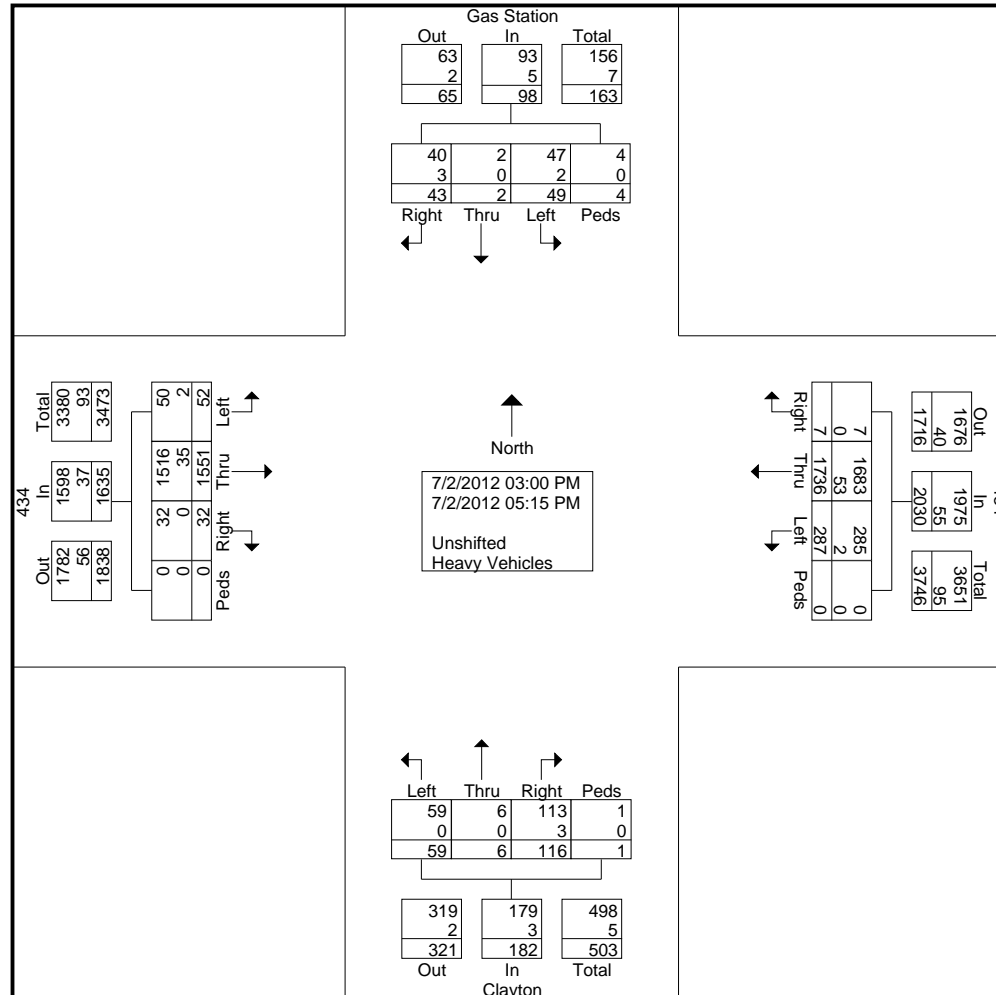 Gas Station
Out In Total
63 93 156
2 5 7
65 98 163
40 2 47 4
3 0 2 0
43 2 49 4
Right Thru Left Peds
434
Total In Out
3380 1598 1782
93 37 56
3473 1635 1838
50 1516 32 0
2 35 0 0
52 1551 32 0
Left Thru Right Peds
North
7/2/2012 03:00 PM
7/2/2012 05:15 PM
Unshifted
Heavy Vehicles
Out In Total
1676 1975 3651
40 55 95
1716 2030 3746
7 1683 285 0
0 53 2 0
7 1736 287 0
Right Thru Left Peds
Left Thru Right Peds
59 6 113 1
0 0 3 0
59 6 116 1
319 179 498
2 3 5
321 182 503
Out In Total
Clayton